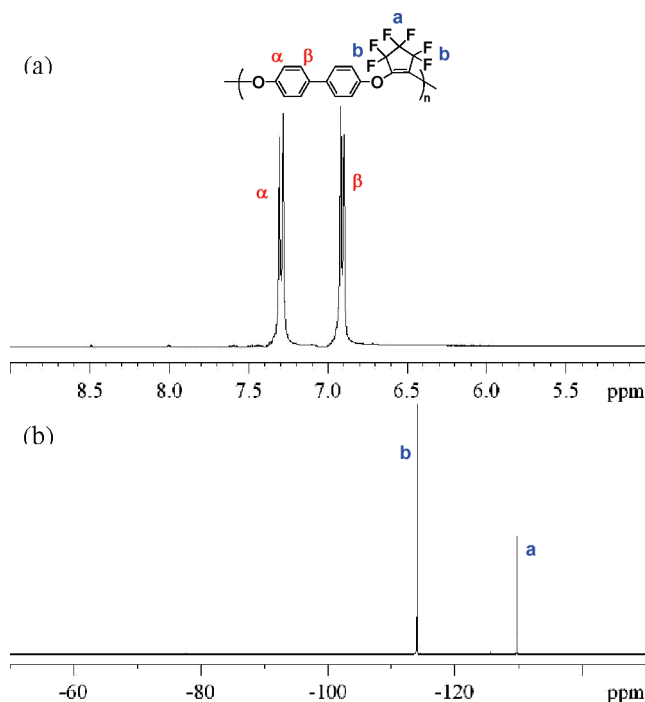 a
b F F F F b
(a) α β F F
O O n
α β
8.5 8.0 7.5 7.0 6.5 6.0 5.5 ppm
(b)
b
a
-60 -80 -100 -120 ppm